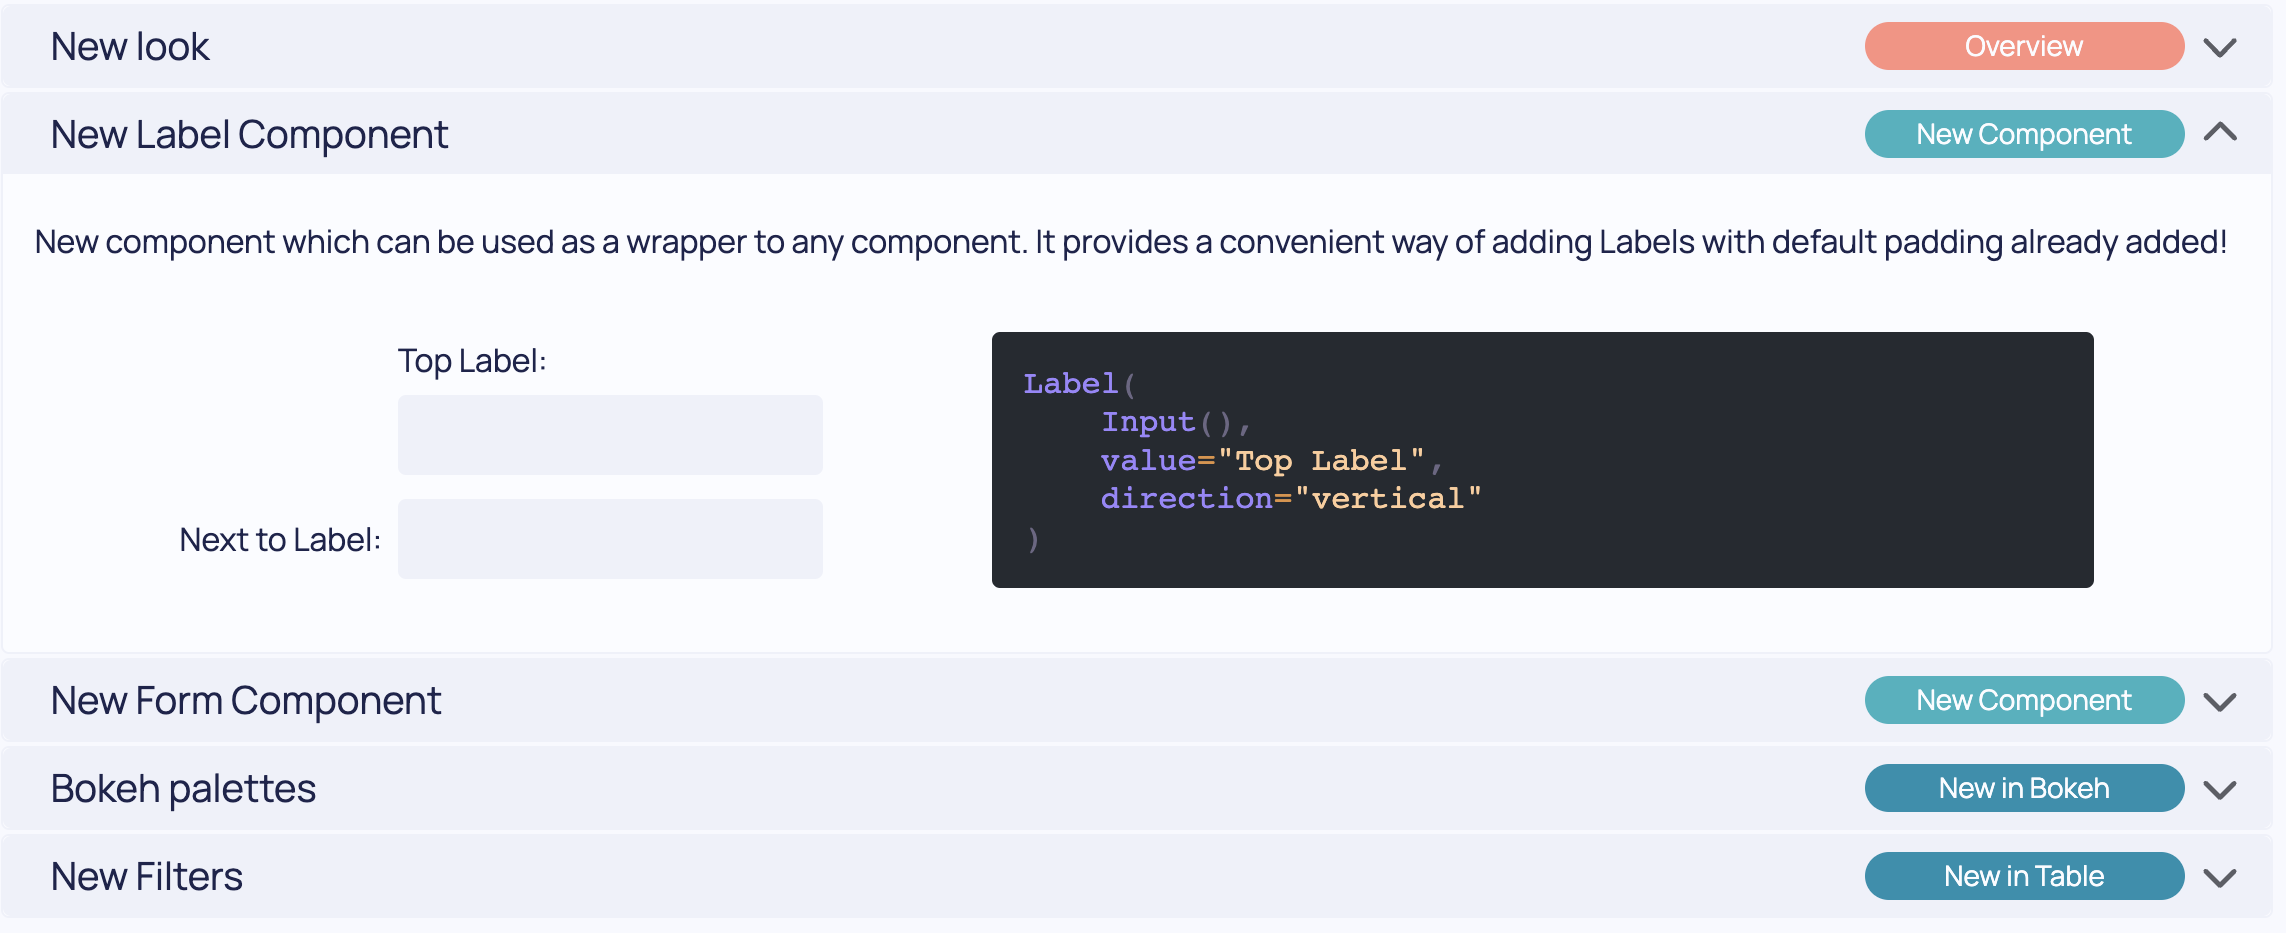 New look
Overview
New Label Component
New Component
New component which can be used as a wrapper to any component. It provides a convenient way of adding Labels with default padding already added!
Top Label:
Next to Label:
Label(
    Input(),
    value="Top Label",
    direction="vertical"
)
New Form Component
New Component
Bokeh palettes
New in Bokeh
New Filters
New in Table